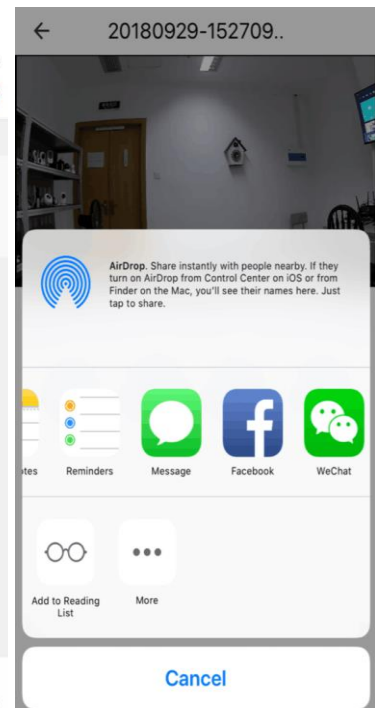 20180929-152709..
AirDrop. Share instantly with people nearby. If they
turn on AirDrop from Control Center on iOS or from
Finder on the Mac, you'll see their names here. Just
tap to share.
otes
Reminders
Message
Facebook
WeChat
Add to Reading
List
More
Cancel